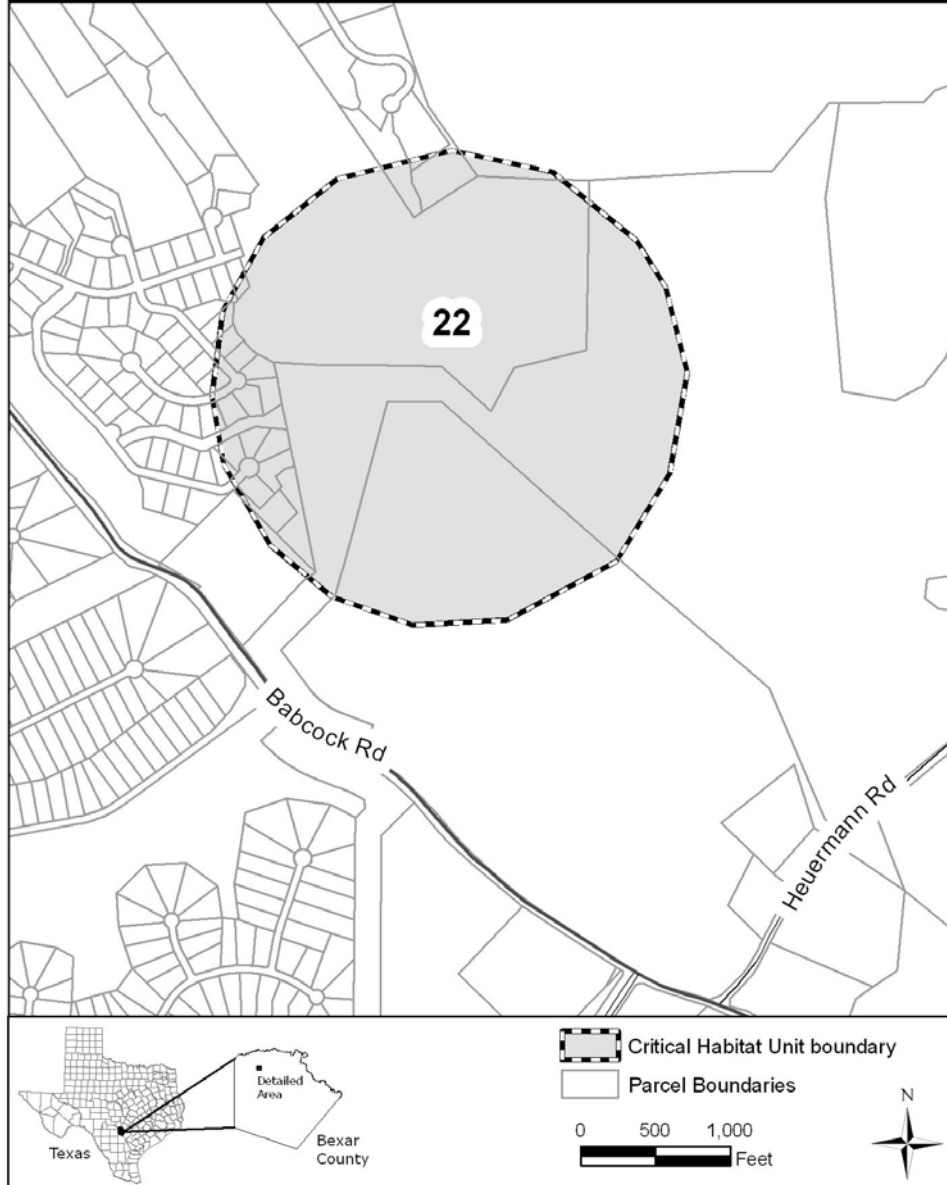 22
Babcock Rd
Heuermann Rd
Texas
Detailed
Area
Bexar
County
Critical Habitat Unit boundary
Parcel Boundaries
0 500 1,000
Feet
N